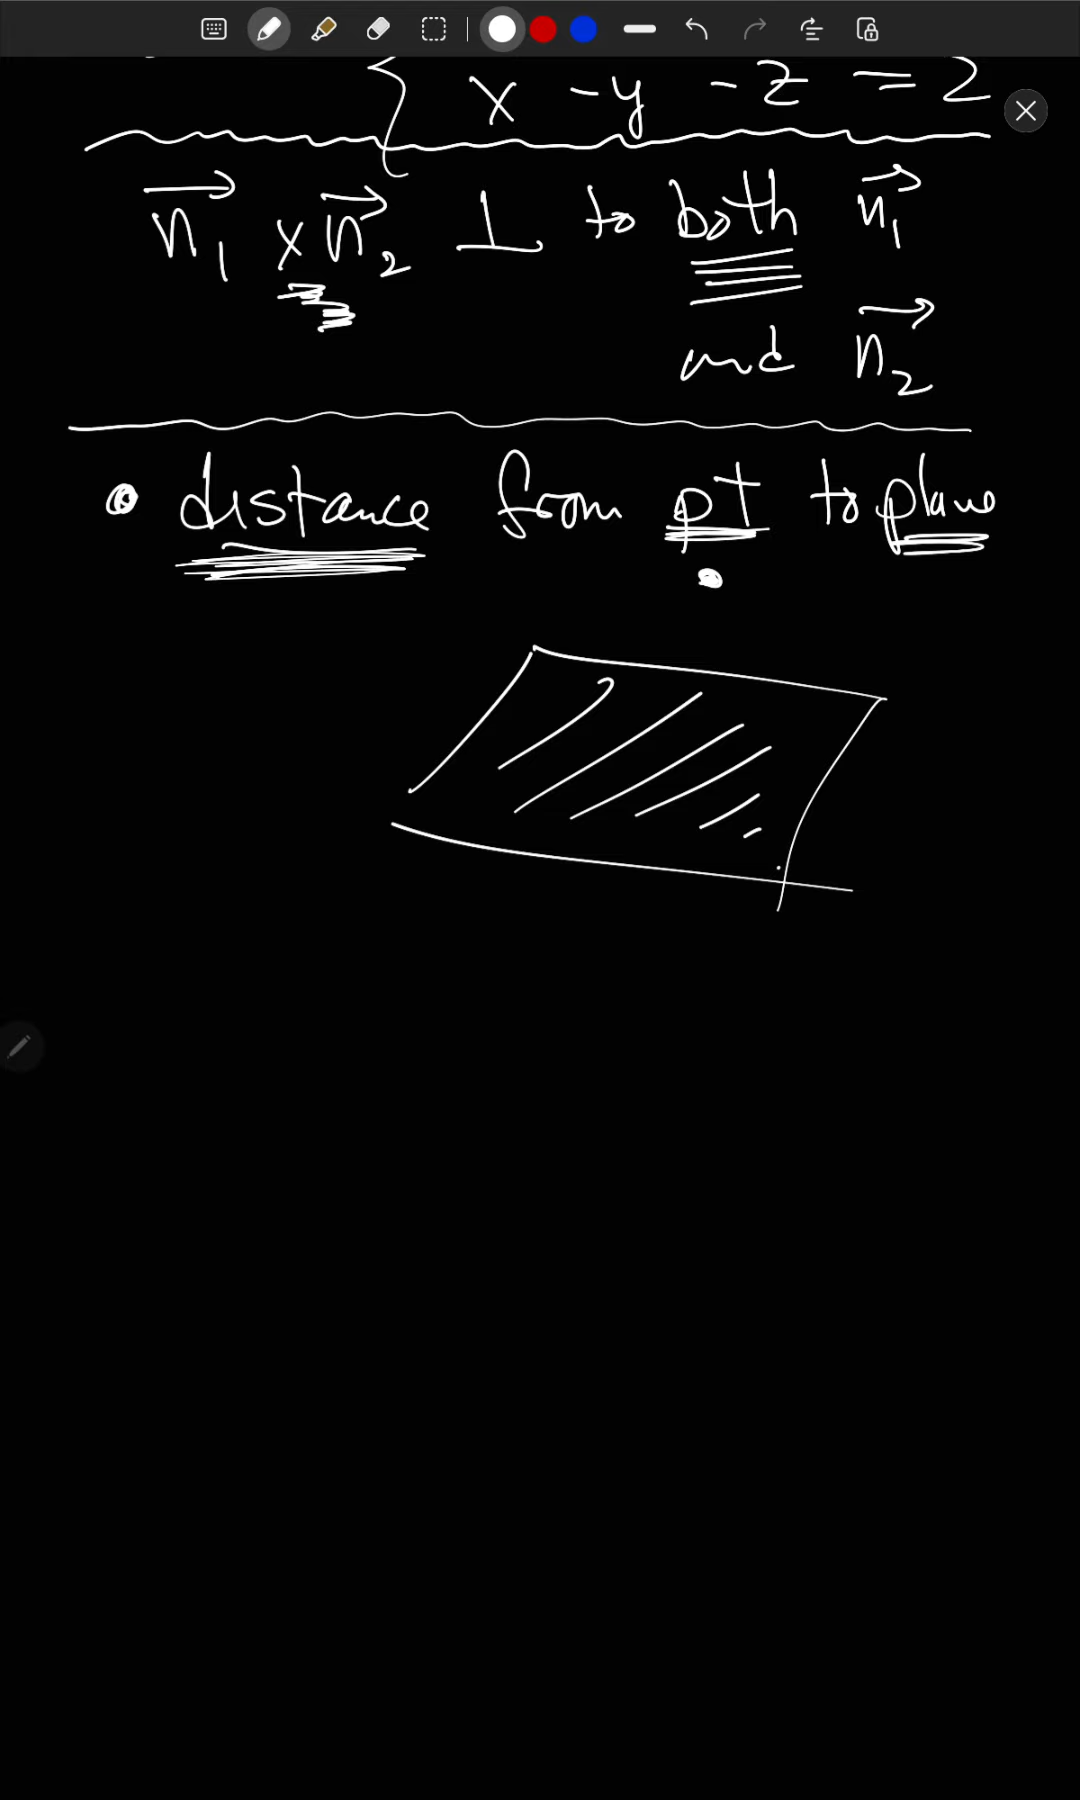 x - y - z = 2
n₁ × n₂ ⊥ to both n₁
and n₂
• distance from pt to plane